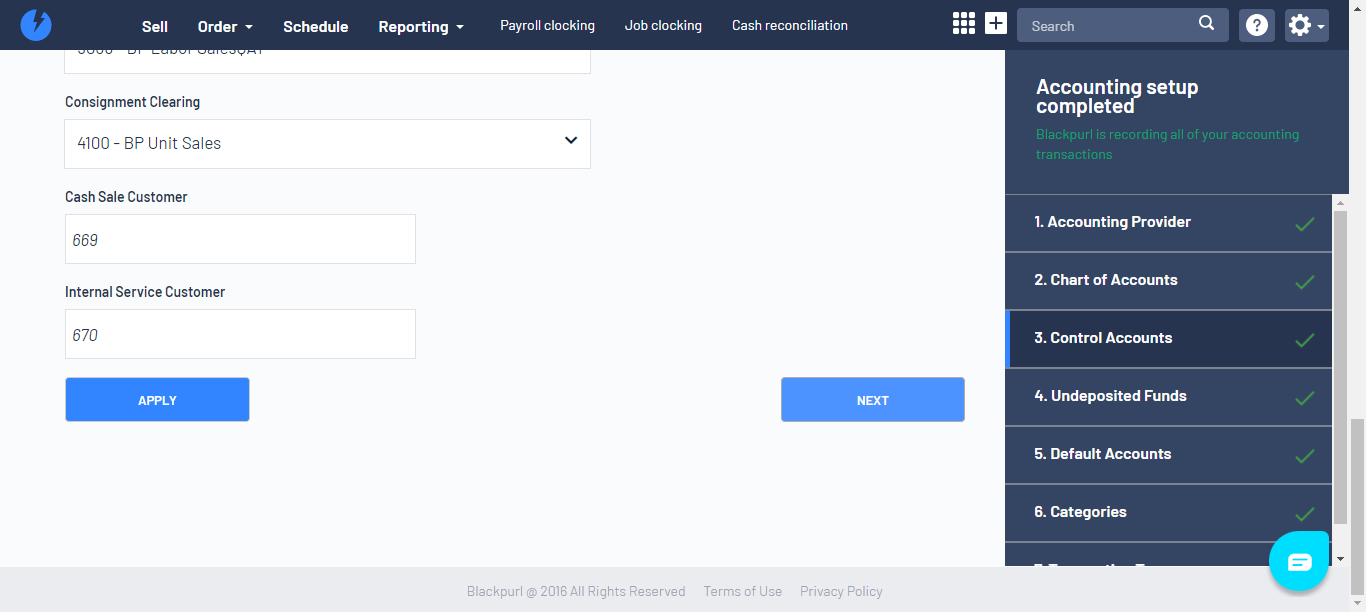 Sell Order Schedule Reporting Payroll clocking Job clocking Cash reconciliation Search
Consignment Clearing
4100 - BP Unit Sales
Cash Sale Customer
669
Internal Service Customer
670
APPLY NEXT
Accounting setup
completed
Blackpurl is recording all of your accounting
transactions
1. Accounting Provider
2. Chart of Accounts
3. Control Accounts
4. Undeposited Funds
5. Default Accounts
6. Categories
Blackpurl @ 2016 All Rights Reserved Terms of Use Privacy Policy